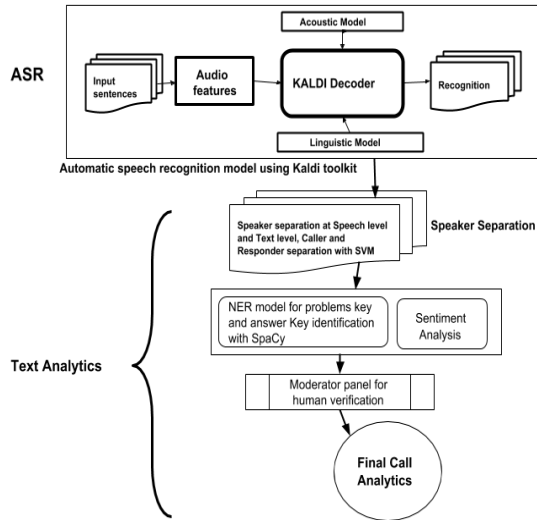 Acoustic Model
ASR
Input
sentences
Audio
features
KALDI Decoder
Recognition
Linguistic Model
Automatic speech recognition model using Kaldi toolkit
Speaker separation at Speech level
and Text level, Caller and
Responder separation with SVM
Speaker Separation
NER model for problems key
and answer Key identification
with SpaCy
Sentiment
Analysis
Text Analytics
Moderator panel for
human verification
Final Call
Analytics